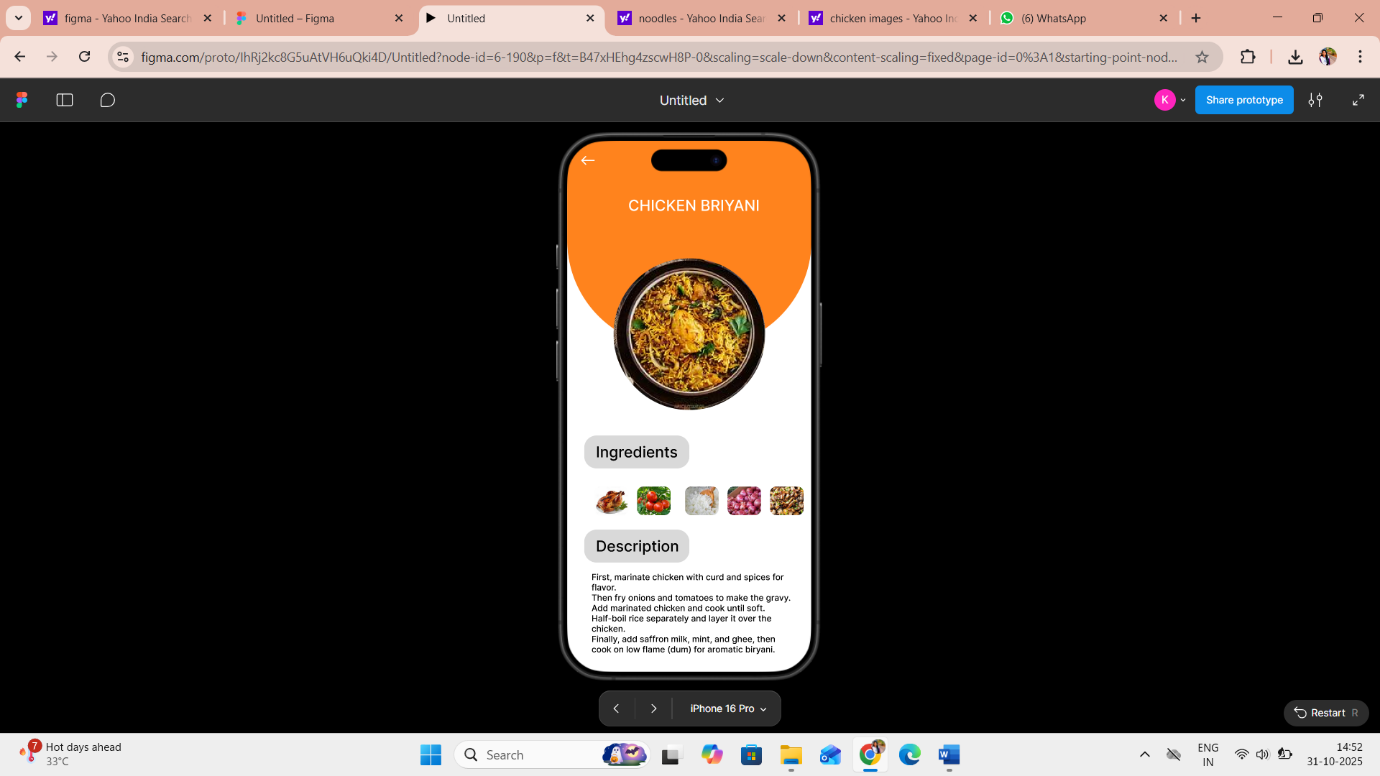 figma - Yahoo India Search
Untitled – Figma
Untitled
noodles - Yahoo India Sear
chicken images - Yahoo In
(6) WhatsApp
figma.com/proto/IhRj2kc8G5uAtVH6uQki4D/Untitled?node-id=6-190&p=f&t=B47xHEhg4zscwH8P-0&scaling=scale-down&content-scaling=fixed&page-id=0%3A1&starting-point-nod...
Untitled
K
Share prototype
CHICKEN BRIYANI
Ingredients
Description
First, marinate chicken with curd and spices for
flavor.
Then fry onions and tomatoes to make the gravy.
Add marinated chicken and cook until soft.
Half-boil rice separately and layer it over the
chicken.
Finally, add saffron milk, mint, and ghee, then
cook on low flame (dum) for aromatic biryani.
iPhone 16 Pro
Restart R
7
Hot days ahead
33°C
Search
ENG
IN
14:52
31-10-2025